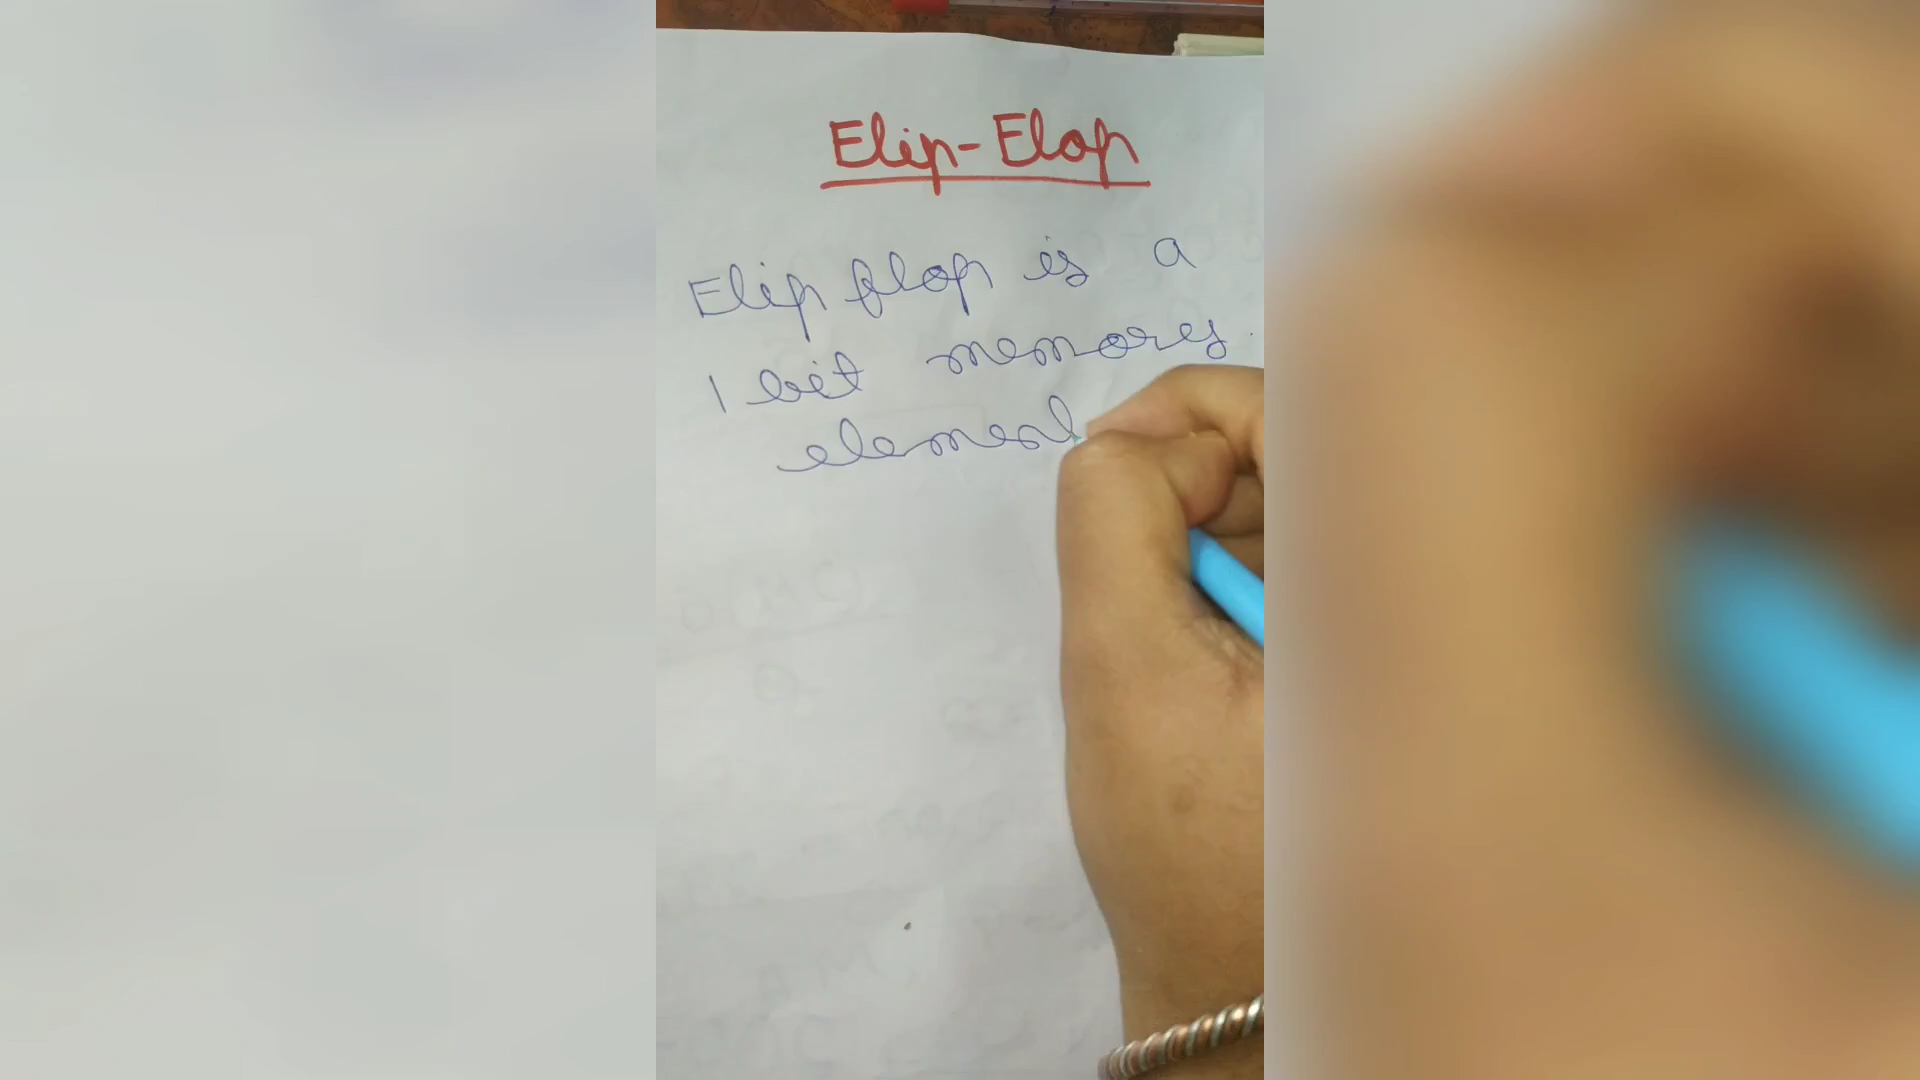 Flip-Flop
Flip flop is a
1 bit memory
element